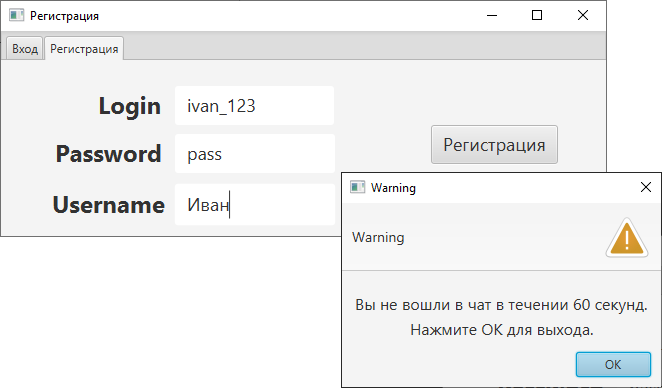 Регистрация
Вход Регистрация
Login ivan_123
Password pass
Регистрация
Username Иван
Warning
Warning
Вы не вошли в чат в течении 60 секунд.
Нажмите ОК для выхода.
OK